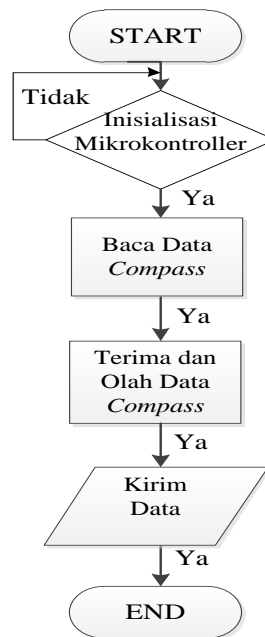 START
Tidak
Inisialisasi
Mikrokontroller
Ya
Baca Data
Compass
Ya
Terima dan
Olah Data
Compass
Ya
Kirim
Data
Ya
END